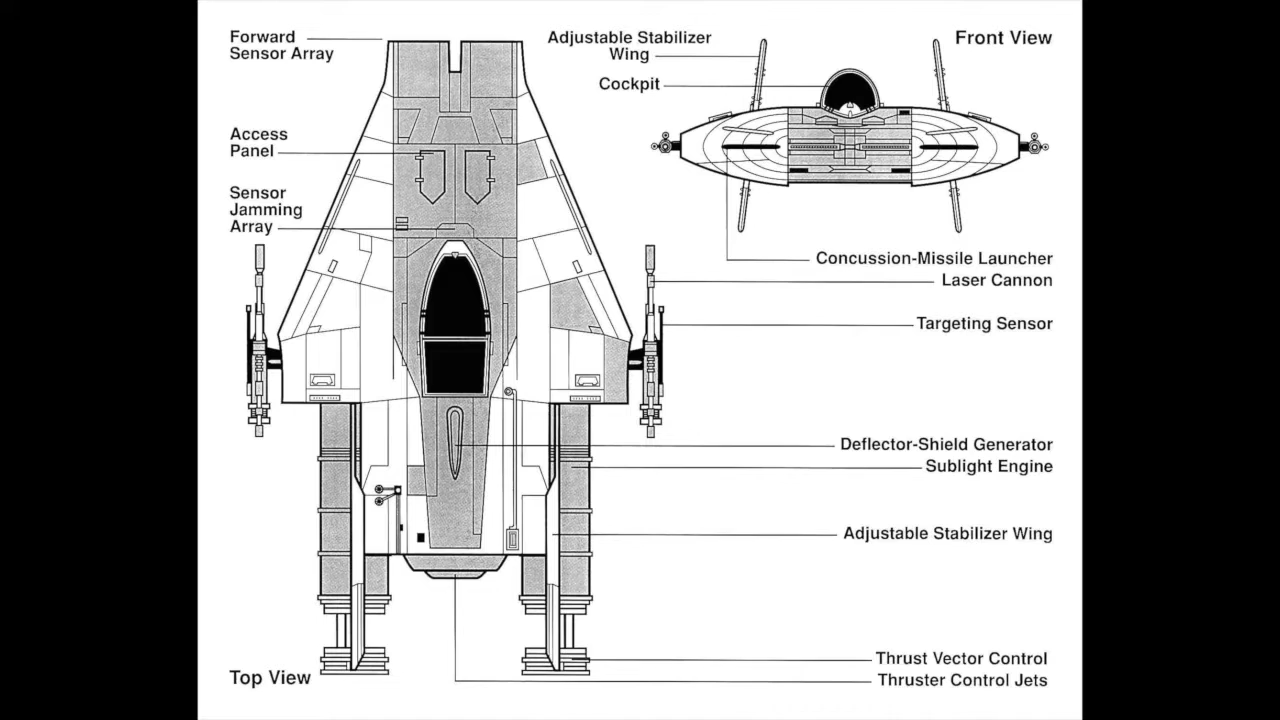 Forward
Sensor Array
Access
Panel
Sensor
Jamming
Array
Top View
Adjustable Stabilizer
Wing
Cockpit
Front View
Concussion-Missile Launcher
Laser Cannon
Targeting Sensor
Deflector-Shield Generator
Sublight Engine
Adjustable Stabilizer Wing
Thrust Vector Control
Thruster Control Jets